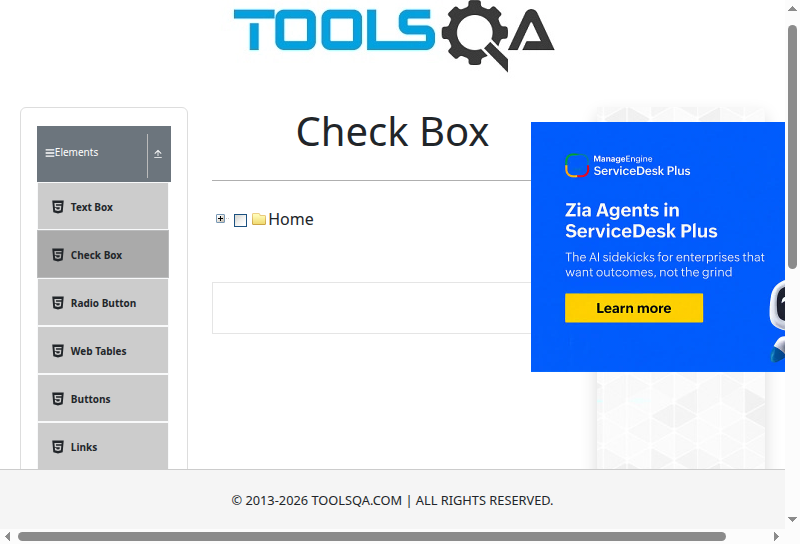 TOOLSQA
Check Box
Elements
Text Box
Check Box
Radio Button
Web Tables
Buttons
Links
Home
ManageEngine
ServiceDesk Plus
Zia Agents in
ServiceDesk Plus
The AI sidekicks for enterprises that
want outcomes, not the grind
Learn more
© 2013-2026 TOOLSQA.COM | ALL RIGHTS RESERVED.